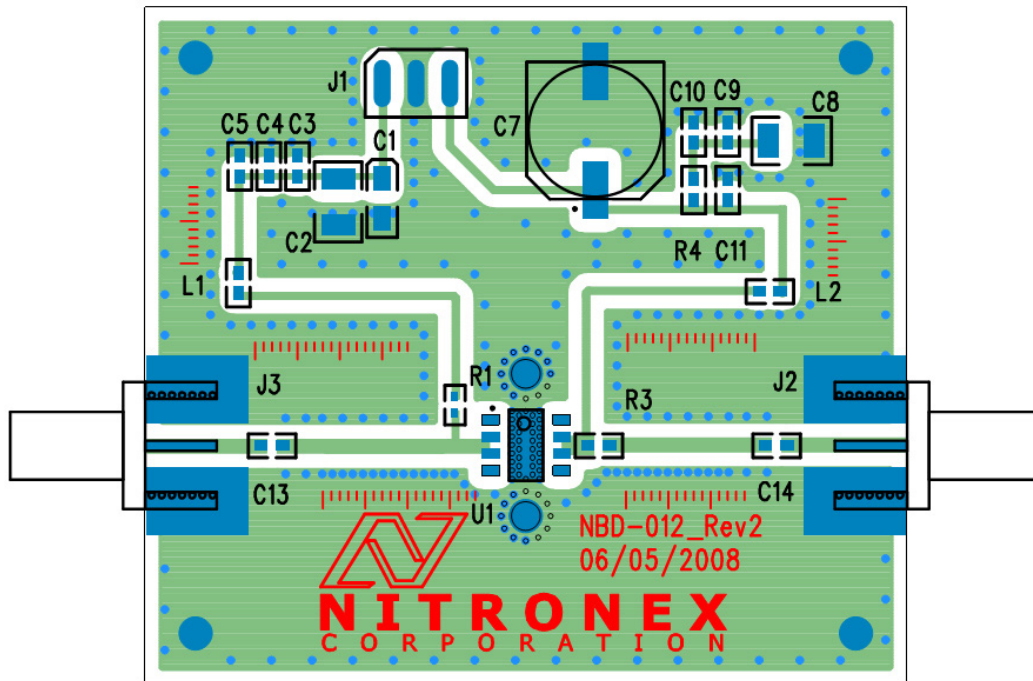 J1
C10 C9
C8
C7
C5 C4 C3
C1
C2
R4 C11
L1
L2
J3
R1
J2
R3
C13
C14
U1
NBD-012_Rev2
06/05/2008
NITRONEX
CORPORATION